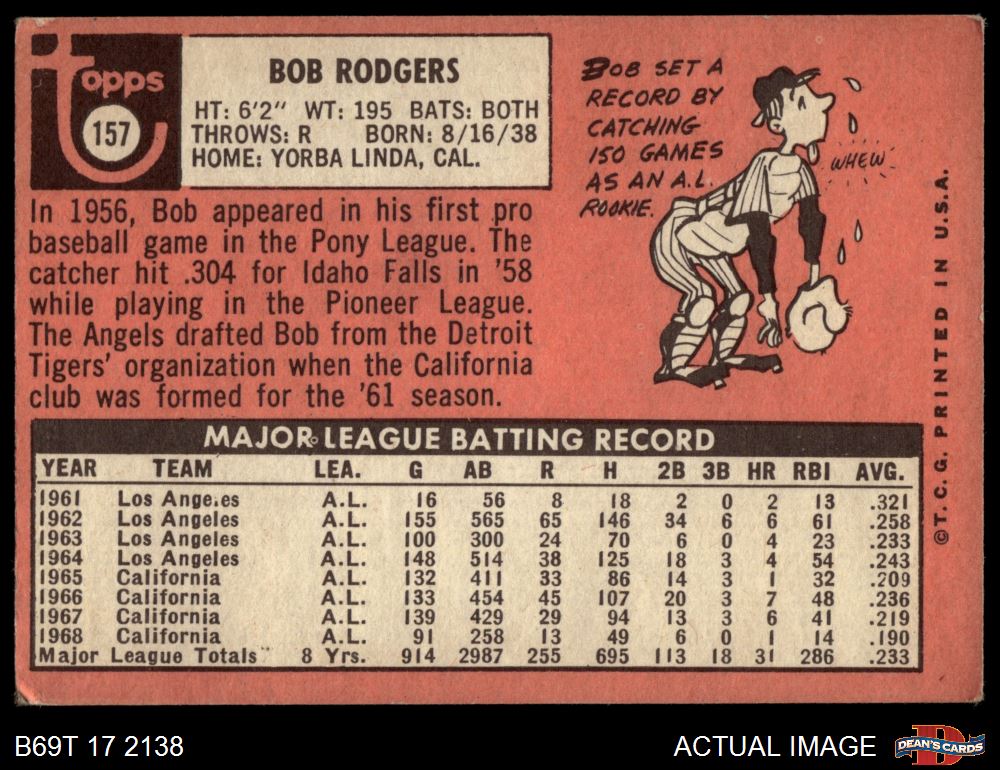 Topps
157
BOB RODGERS
HT: 6'2" WT: 195 BATS: BOTH
THROWS: R BORN: 8/16/38
HOME: YORBA LINDA, CAL.
In 1956, Bob appeared in his first pro
baseball game in the Pony League. The
catcher hit .304 for Idaho Falls in '58
while playing in the Pioneer League.
The Angels drafted Bob from the Detroit
Tigers' organization when the California
club was formed for the '61 season.
BOB SET A
RECORD BY
CATCHING
150 GAMES
AS AN A.L.
ROOKIE.
WHEW
©T.C.G. PRINTED IN U.S.A.
MAJOR LEAGUE BATTING RECORD
YEAR TEAM LEA. G AB R H 2B 3B HR RBI AVG.
1961 Los Angeles A.L. 16 56 8 18 2 0 2 13 .321
1962 Los Angeles A.L. 155 565 65 146 34 6 6 61 .258
1963 Los Angeles A.L. 100 300 24 70 6 0 4 23 .233
1964 Los Angeles A.L. 148 514 38 125 18 3 4 54 .243
1965 California A.L. 132 411 33 86 14 3 1 32 .209
1966 California A.L. 133 454 45 107 20 3 7 48 .236
1967 California A.L. 139 429 29 94 13 3 6 41 .219
1968 California A.L. 91 258 13 49 6 0 1 14 .190
Major League Totals 8 Yrs. 914 2987 255 695 113 18 31 286 .233
B69T 17 2138
ACTUAL IMAGE
D
DEAN'S CARDS